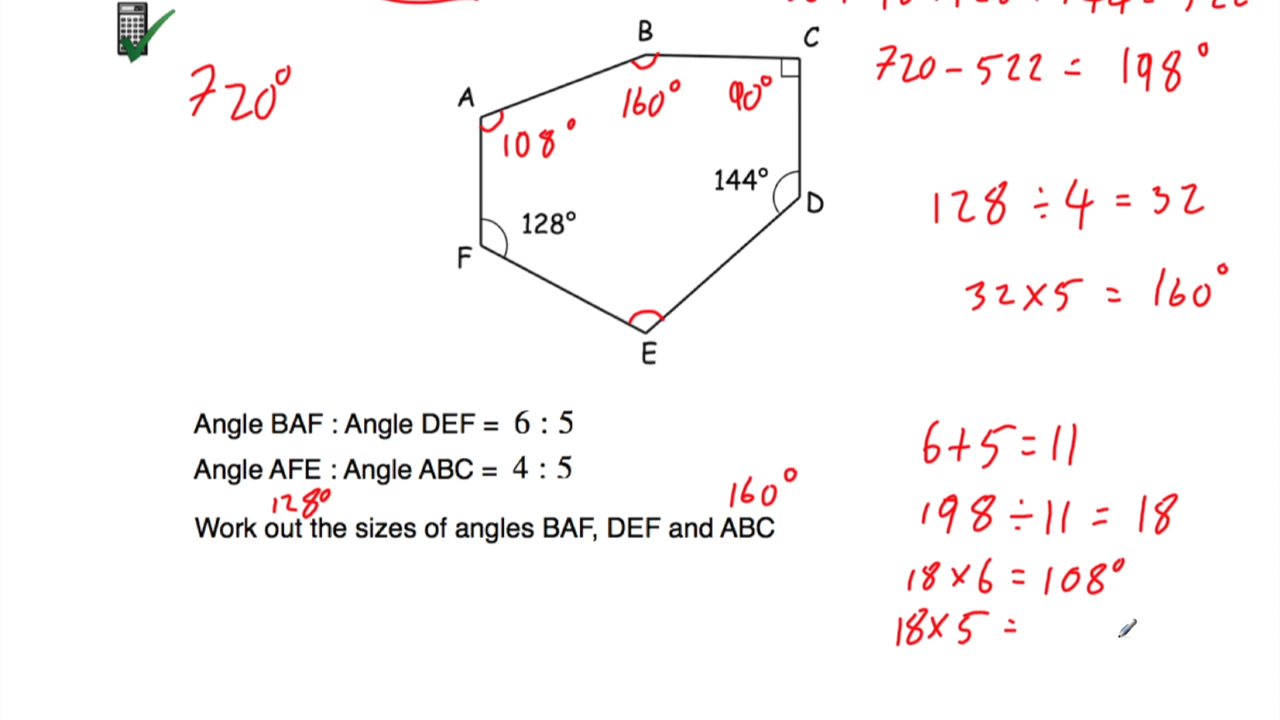 B
C
720 - 522 = 198°
720°
A
160°
90°
108°
144°
128 ÷ 4 = 32
D
128°
F
32 × 5 = 160°
E
Angle BAF : Angle DEF = 6 : 5
6 + 5 = 11
Angle AFE : Angle ABC = 4 : 5
128°
160°
198 ÷ 11 = 18
Work out the sizes of angles BAF, DEF and ABC
18 × 6 = 108°
18 × 5 =